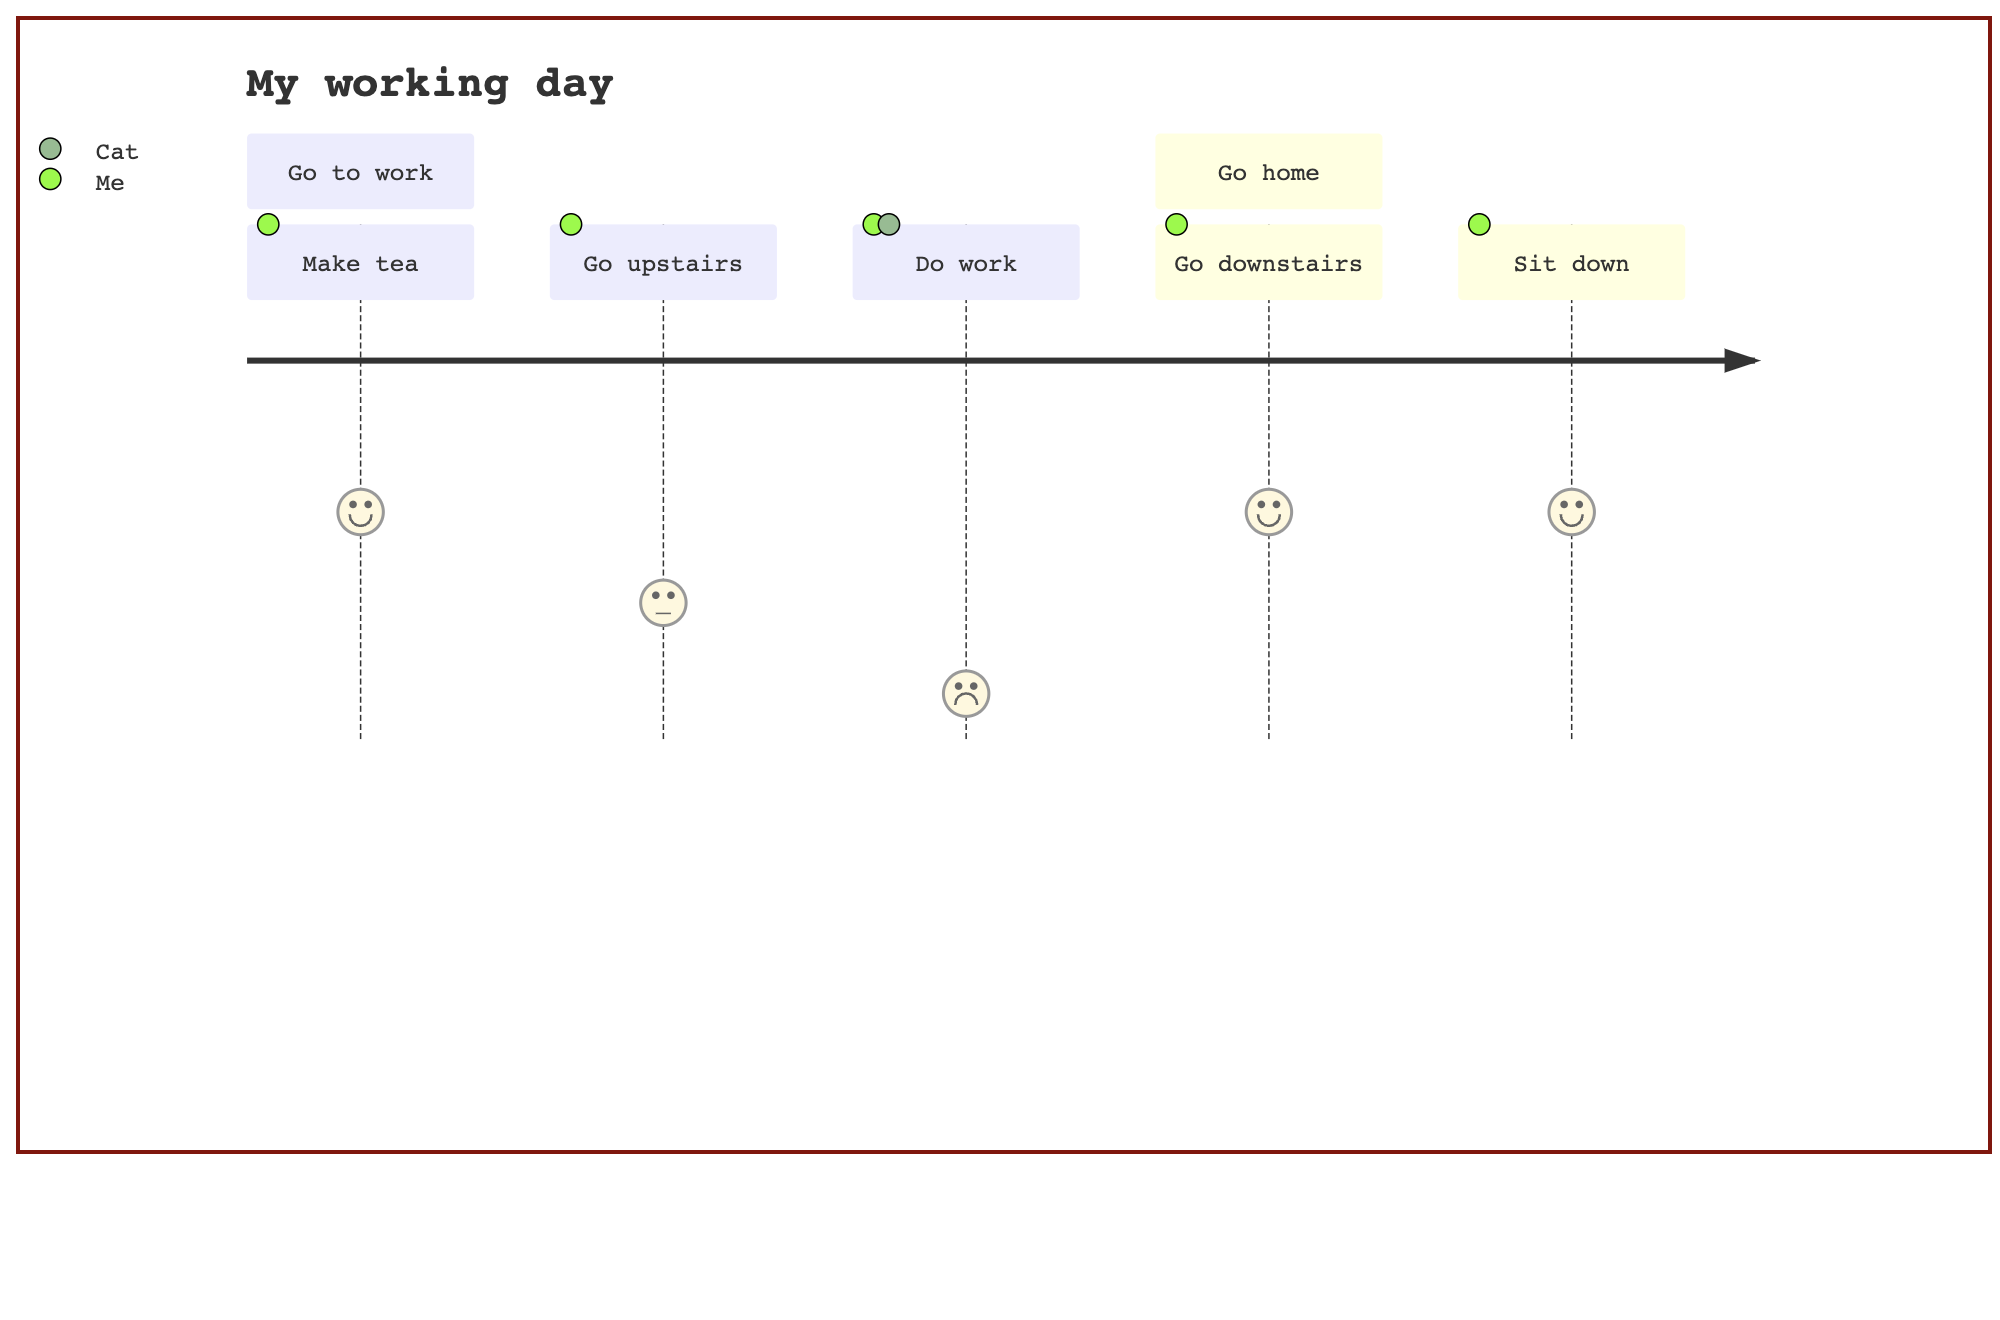 My working day
Cat
Me
Go to work
Go home
Make tea
Go upstairs
Do work
Go downstairs
Sit down